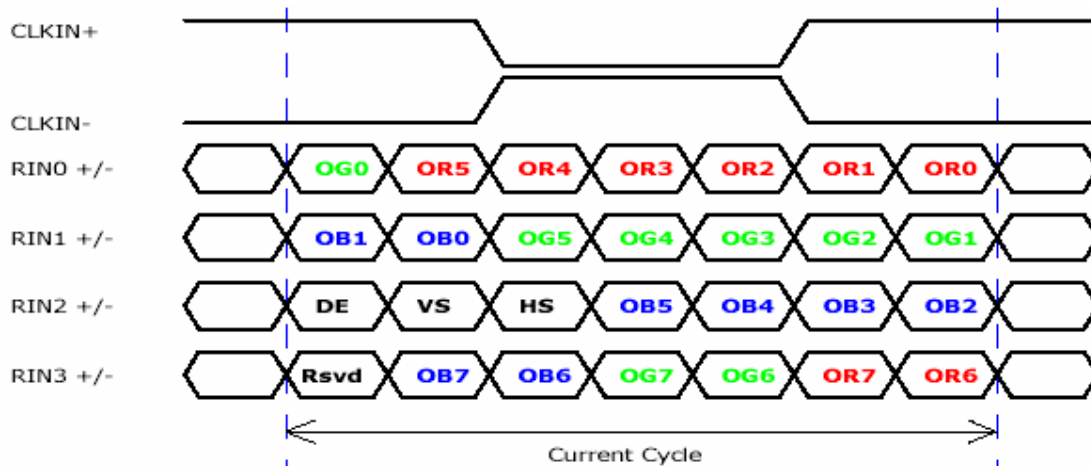 CLKIN+
CLKIN-
RIN0 +/- OG0 OR5 OR4 OR3 OR2 OR1 OR0
RIN1 +/- OB1 OB0 OG5 OG4 OG3 OG2 OG1
RIN2 +/- DE VS HS OB5 OB4 OB3 OB2
RIN3 +/- Rsvd OB7 OB6 OG7 OG6 OR7 OR6
Current Cycle